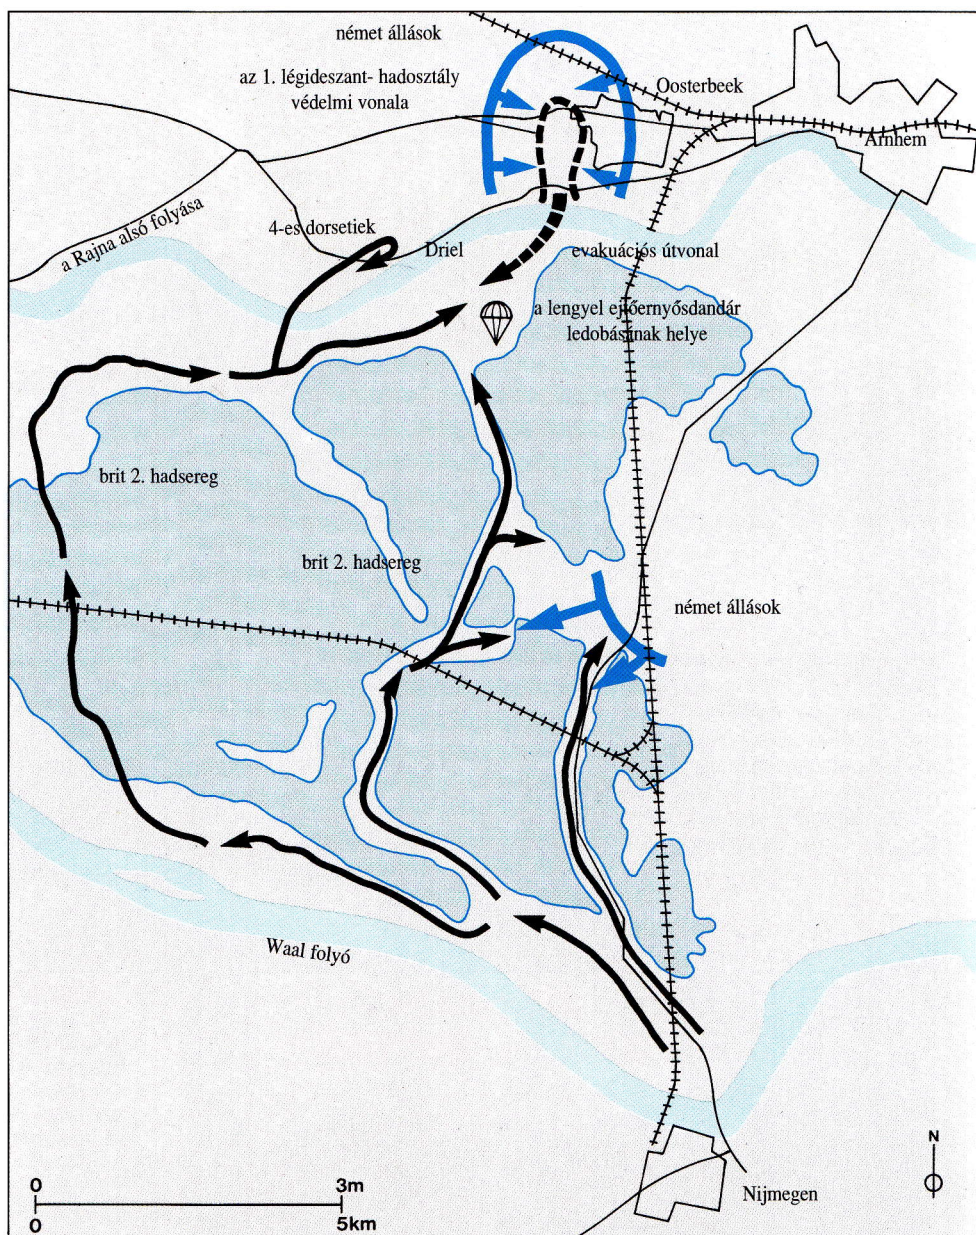 német állások
az 1. légideszant- hadosztály
védelmi vonala
Oosterbeek
Arnhem
a Rajna alsó folyása
4-es dorsetiek
Driel
evakuációs útvonal
a lengyel ejtőernyősdandár
ledobásának helye
brit 2. hadsereg
brit 2. hadsereg
német állások
Waal folyó
N
Nijmegen
0 3m
0 5km